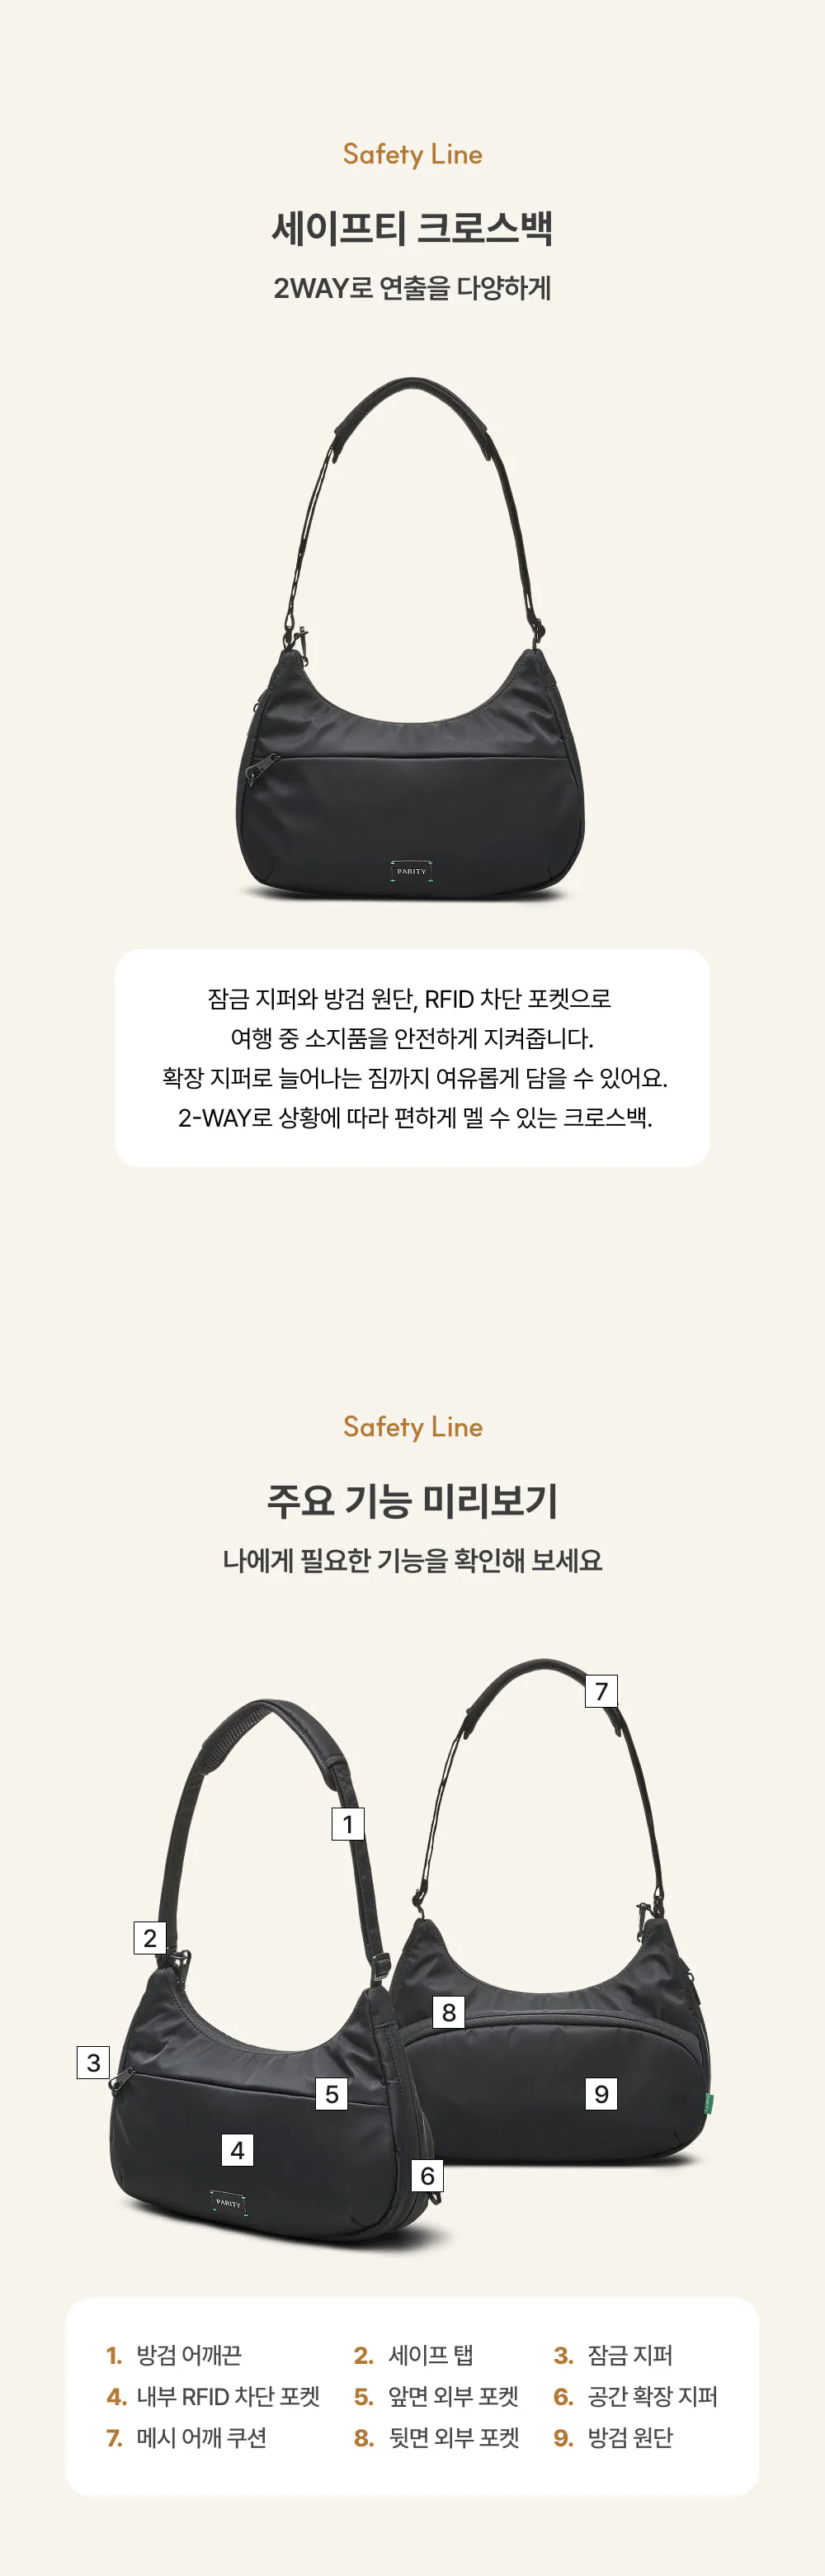 Safety Line
세이프티 크로스백
2WAY로 연출을 다양하게
PARITY
잠금 지퍼와 방검 원단, RFID 차단 포켓으로
여행 중 소지품을 안전하게 지켜줍니다.
확장 지퍼로 늘어나는 짐까지 여유롭게 담을 수 있어요.
2-WAY로 상황에 따라 편하게 멜 수 있는 크로스백.
Safety Line
주요 기능 미리보기
나에게 필요한 기능을 확인해 보세요
7
1
2
8
3
5
9
4
6
PARITY
1. 방검 어깨끈 2. 세이프 탭 3. 잠금 지퍼
4. 내부 RFID 차단 포켓 5. 앞면 외부 포켓 6. 공간 확장 지퍼
7. 메시 어깨 쿠션 8. 뒷면 외부 포켓 9. 방검 원단